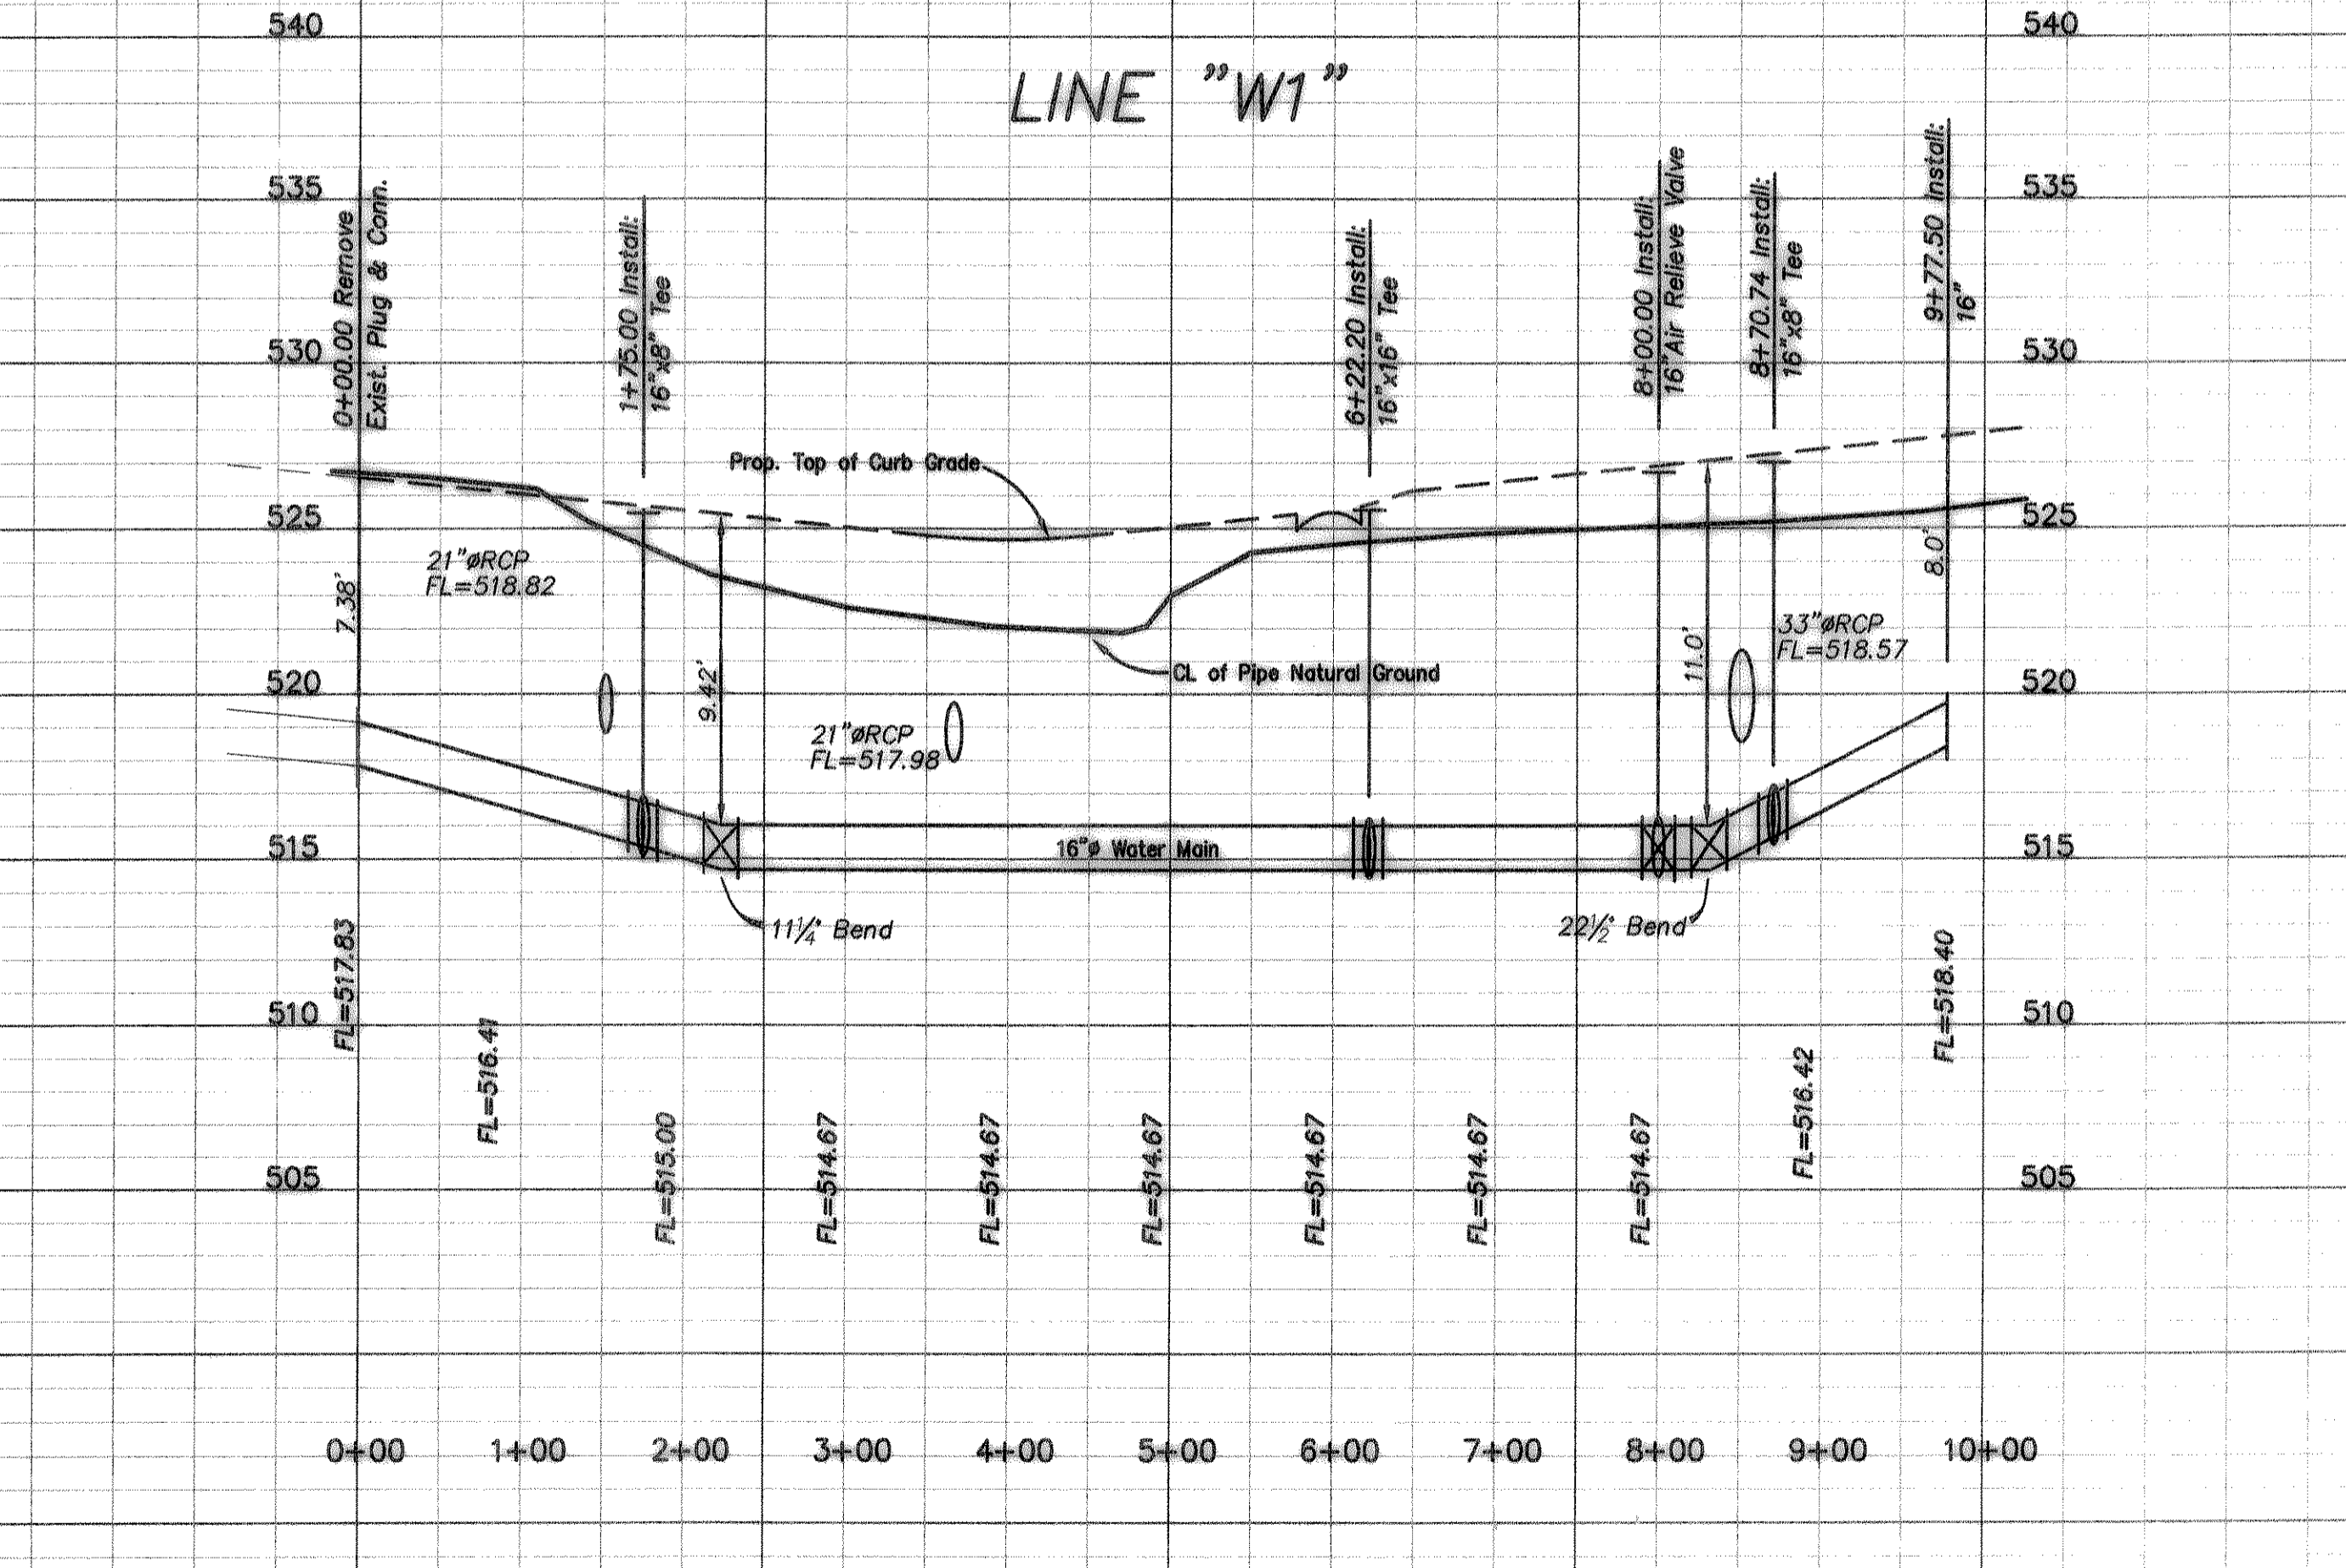 540
540
LINE "W1"
535
535
0+00.00 Remove
Exist. Plug & Conn.
1+75.00 Install:
16"x8" Tee
6+22.20 Install:
16"x16" Tee
8+00.00 Install:
16"Air Relieve Valve
8+70.74 Install:
16"x8" Tee
9+77.50 Install:
16"
530
530
Prop. Top of Curb Grade
525
525
21"øRCP
FL=518.82
7.38'
9.42'
11.0'
8.0'
33"øRCP
FL=518.57
CL of Pipe Natural Ground
520
520
21"øRCP
FL=517.98
515
515
16"ø Water Main
11¼° Bend
22½° Bend
510
510
FL=517.83
FL=516.41
FL=515.00
FL=514.67
FL=514.67
FL=514.67
FL=514.67
FL=514.67
FL=514.67
FL=516.42
FL=518.40
505
505
0+00
1+00
2+00
3+00
4+00
5+00
6+00
7+00
8+00
9+00
10+00